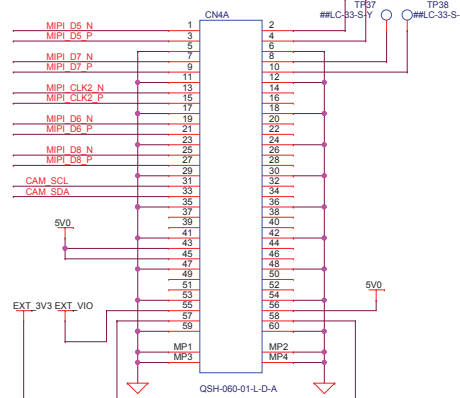 TP37
TP38
CN4A
##LC-33-S-Y
##LC-33-S-
MIPI_D5_N 1 2
MIPI_D5_P 3 4
5 6
MIPI_D7_N 7 8
MIPI_D7_P 9 10
11 12
MIPI_CLK2_N 13 14
MIPI_CLK2_P 15 16
17 18
MIPI_D6_N 19 20
MIPI_D6_P 21 22
23 24
MIPI_D8_N 25 26
MIPI_D8_P 27 28
29 30
CAM_SCL 31 32
CAM_SDA 33 34
35 36
37 38
39 40
5V0
41 42
43 44
45 46
47 48
49 50
51 52
5V0
53 54
EXT_3V3 EXT_VIO 55 56
57 58
59 60
MP1 MP2
MP3 MP4
QSH-060-01-L-D-A